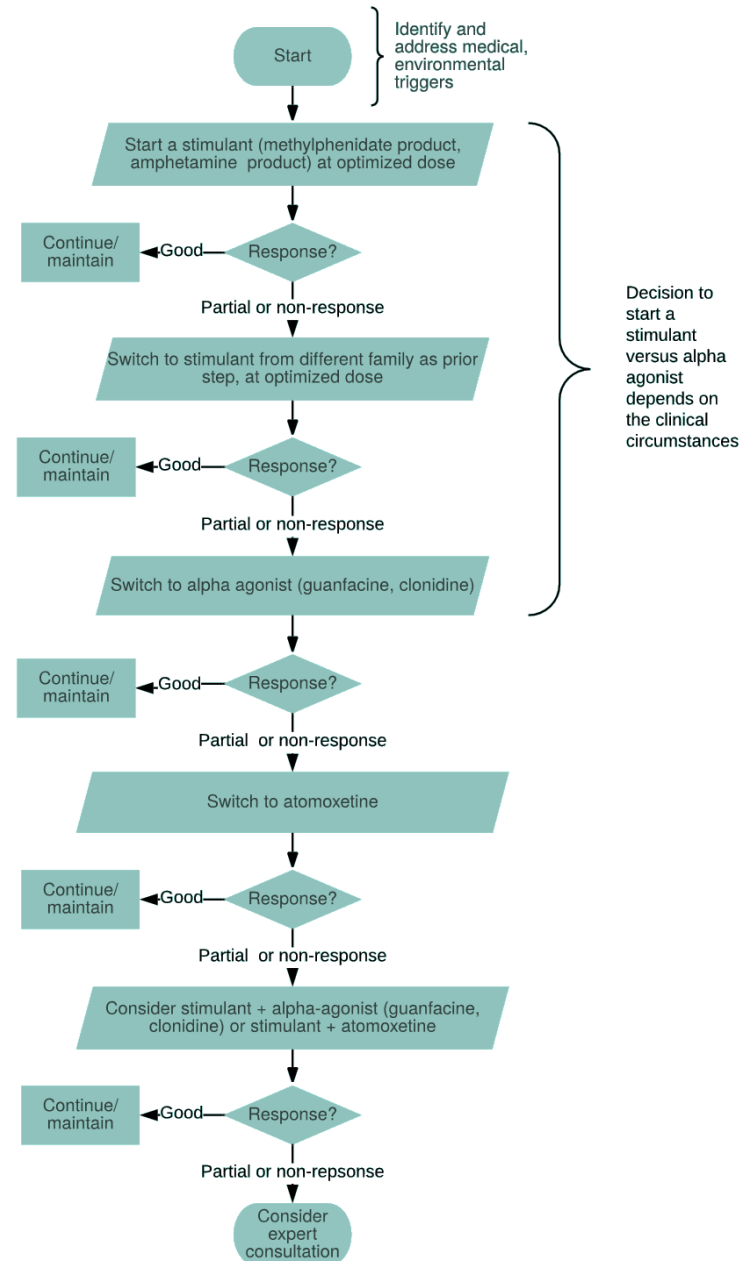 Start
Identify and
address medical,
environmental
triggers
Start a stimulant (methylphenidate product,
amphetamine  product) at optimized dose
Continue/
maintain
Good
Response?
Partial or non-response
Switch to stimulant from different family as prior
step, at optimized dose
Decision to
start a
stimulant
versus alpha
agonist
depends on
the clinical
circumstances
Continue/
maintain
Good
Response?
Partial or non-response
Switch to alpha agonist (guanfacine, clonidine)
Continue/
maintain
Good
Response?
Partial  or non-response
Switch to atomoxetine
Continue/
maintain
Good
Response?
Partial  or non-response
Consider stimulant + alpha-agonist (guanfacine,
clonidine) or stimulant + atomoxetine
Continue/
maintain
Good
Response?
Partial or non-repsonse
Consider
expert
consultation